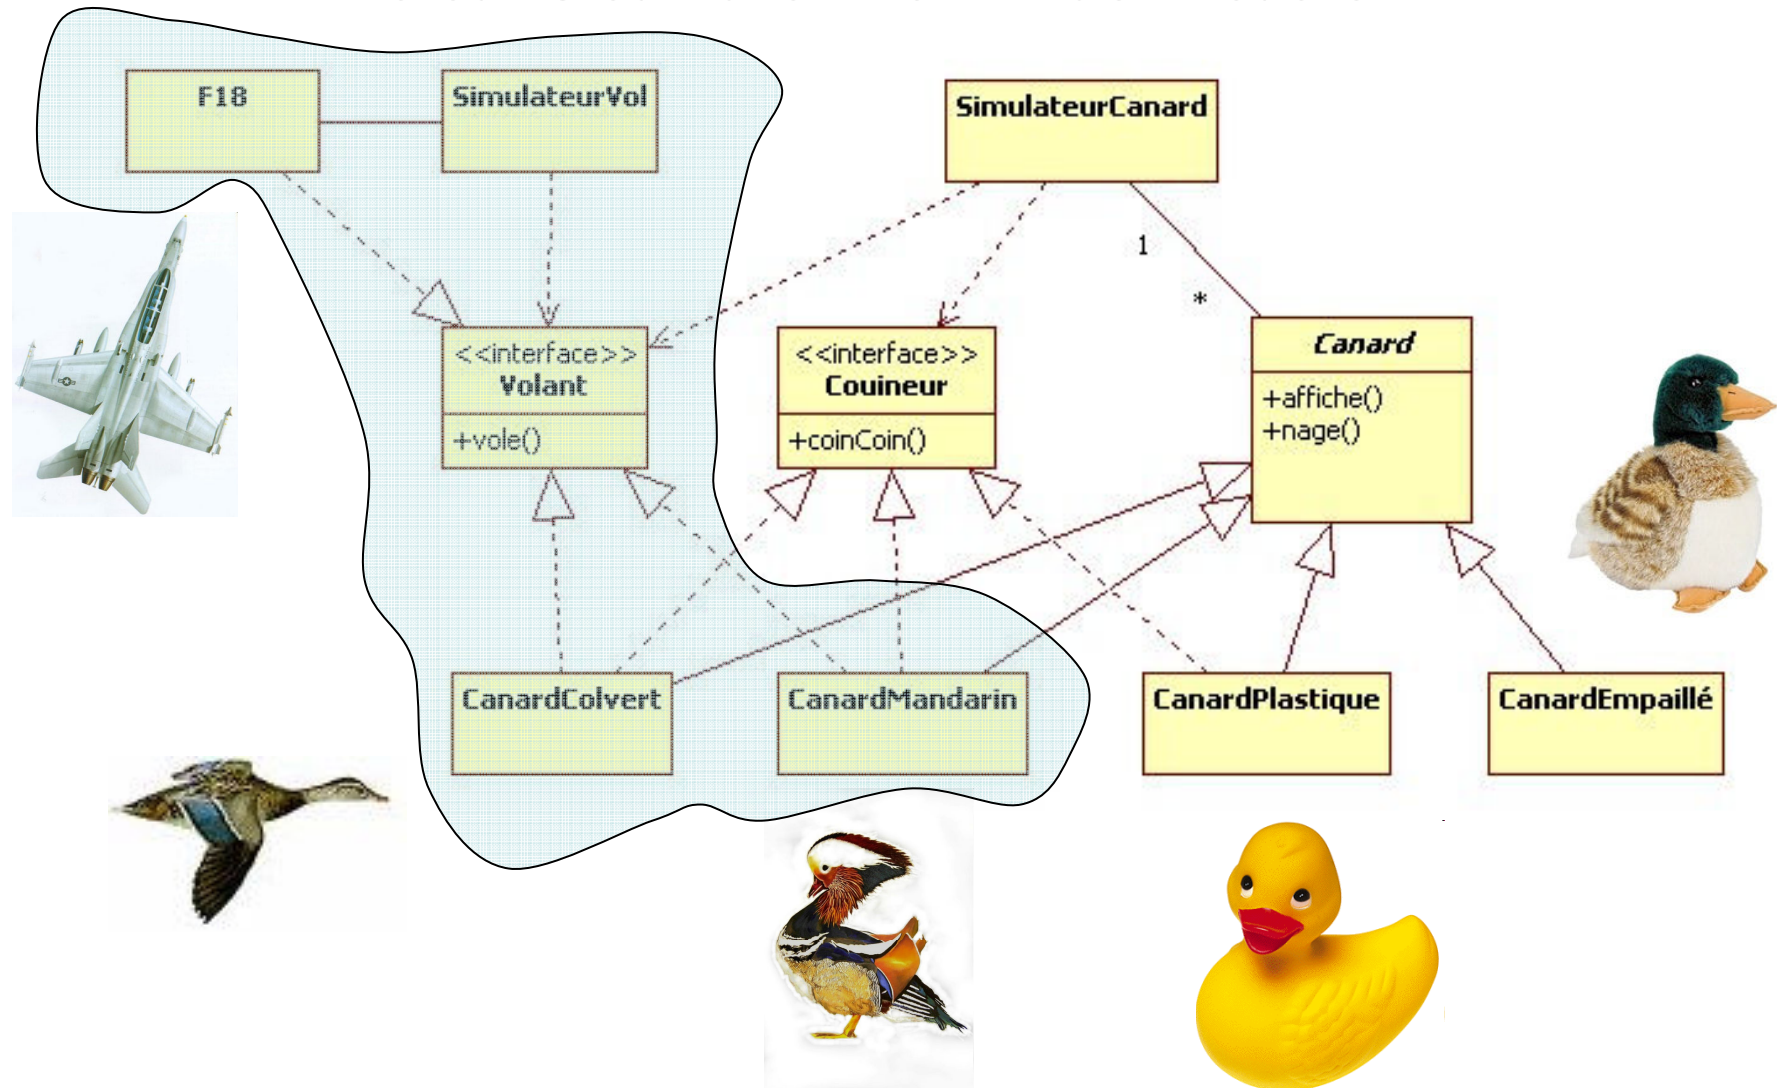 F18
SimulateurVol
SimulateurCanard
1
*
<<interface>>
Volant
+vole()
<<interface>>
Couineur
+coinCoin()
Canard
+affiche()
+nage()
CanardColvert
CanardMandarin
CanardPlastique
CanardEmpaillé